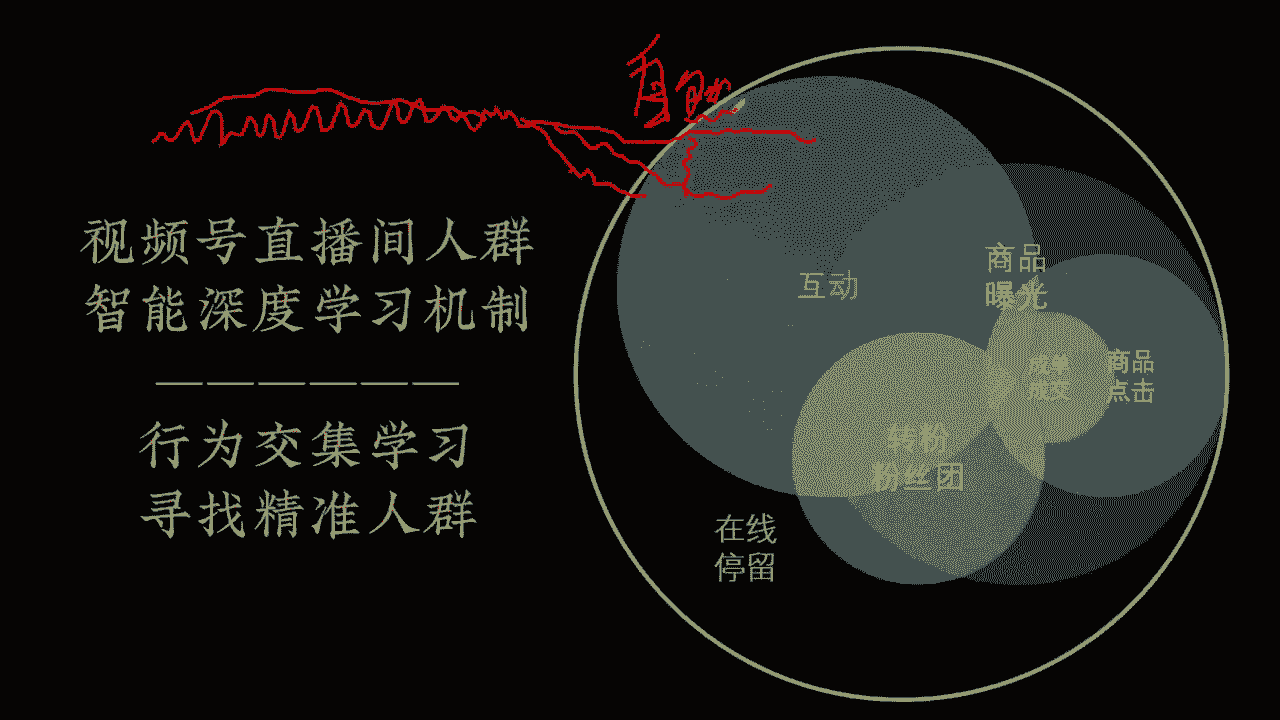 视频号直播间人群
智能深度学习机制
———————
行为交集学习
寻找精准人群
互动
商品
曝光
成单
成交
商品
点击
转粉
粉丝团
在线
停留